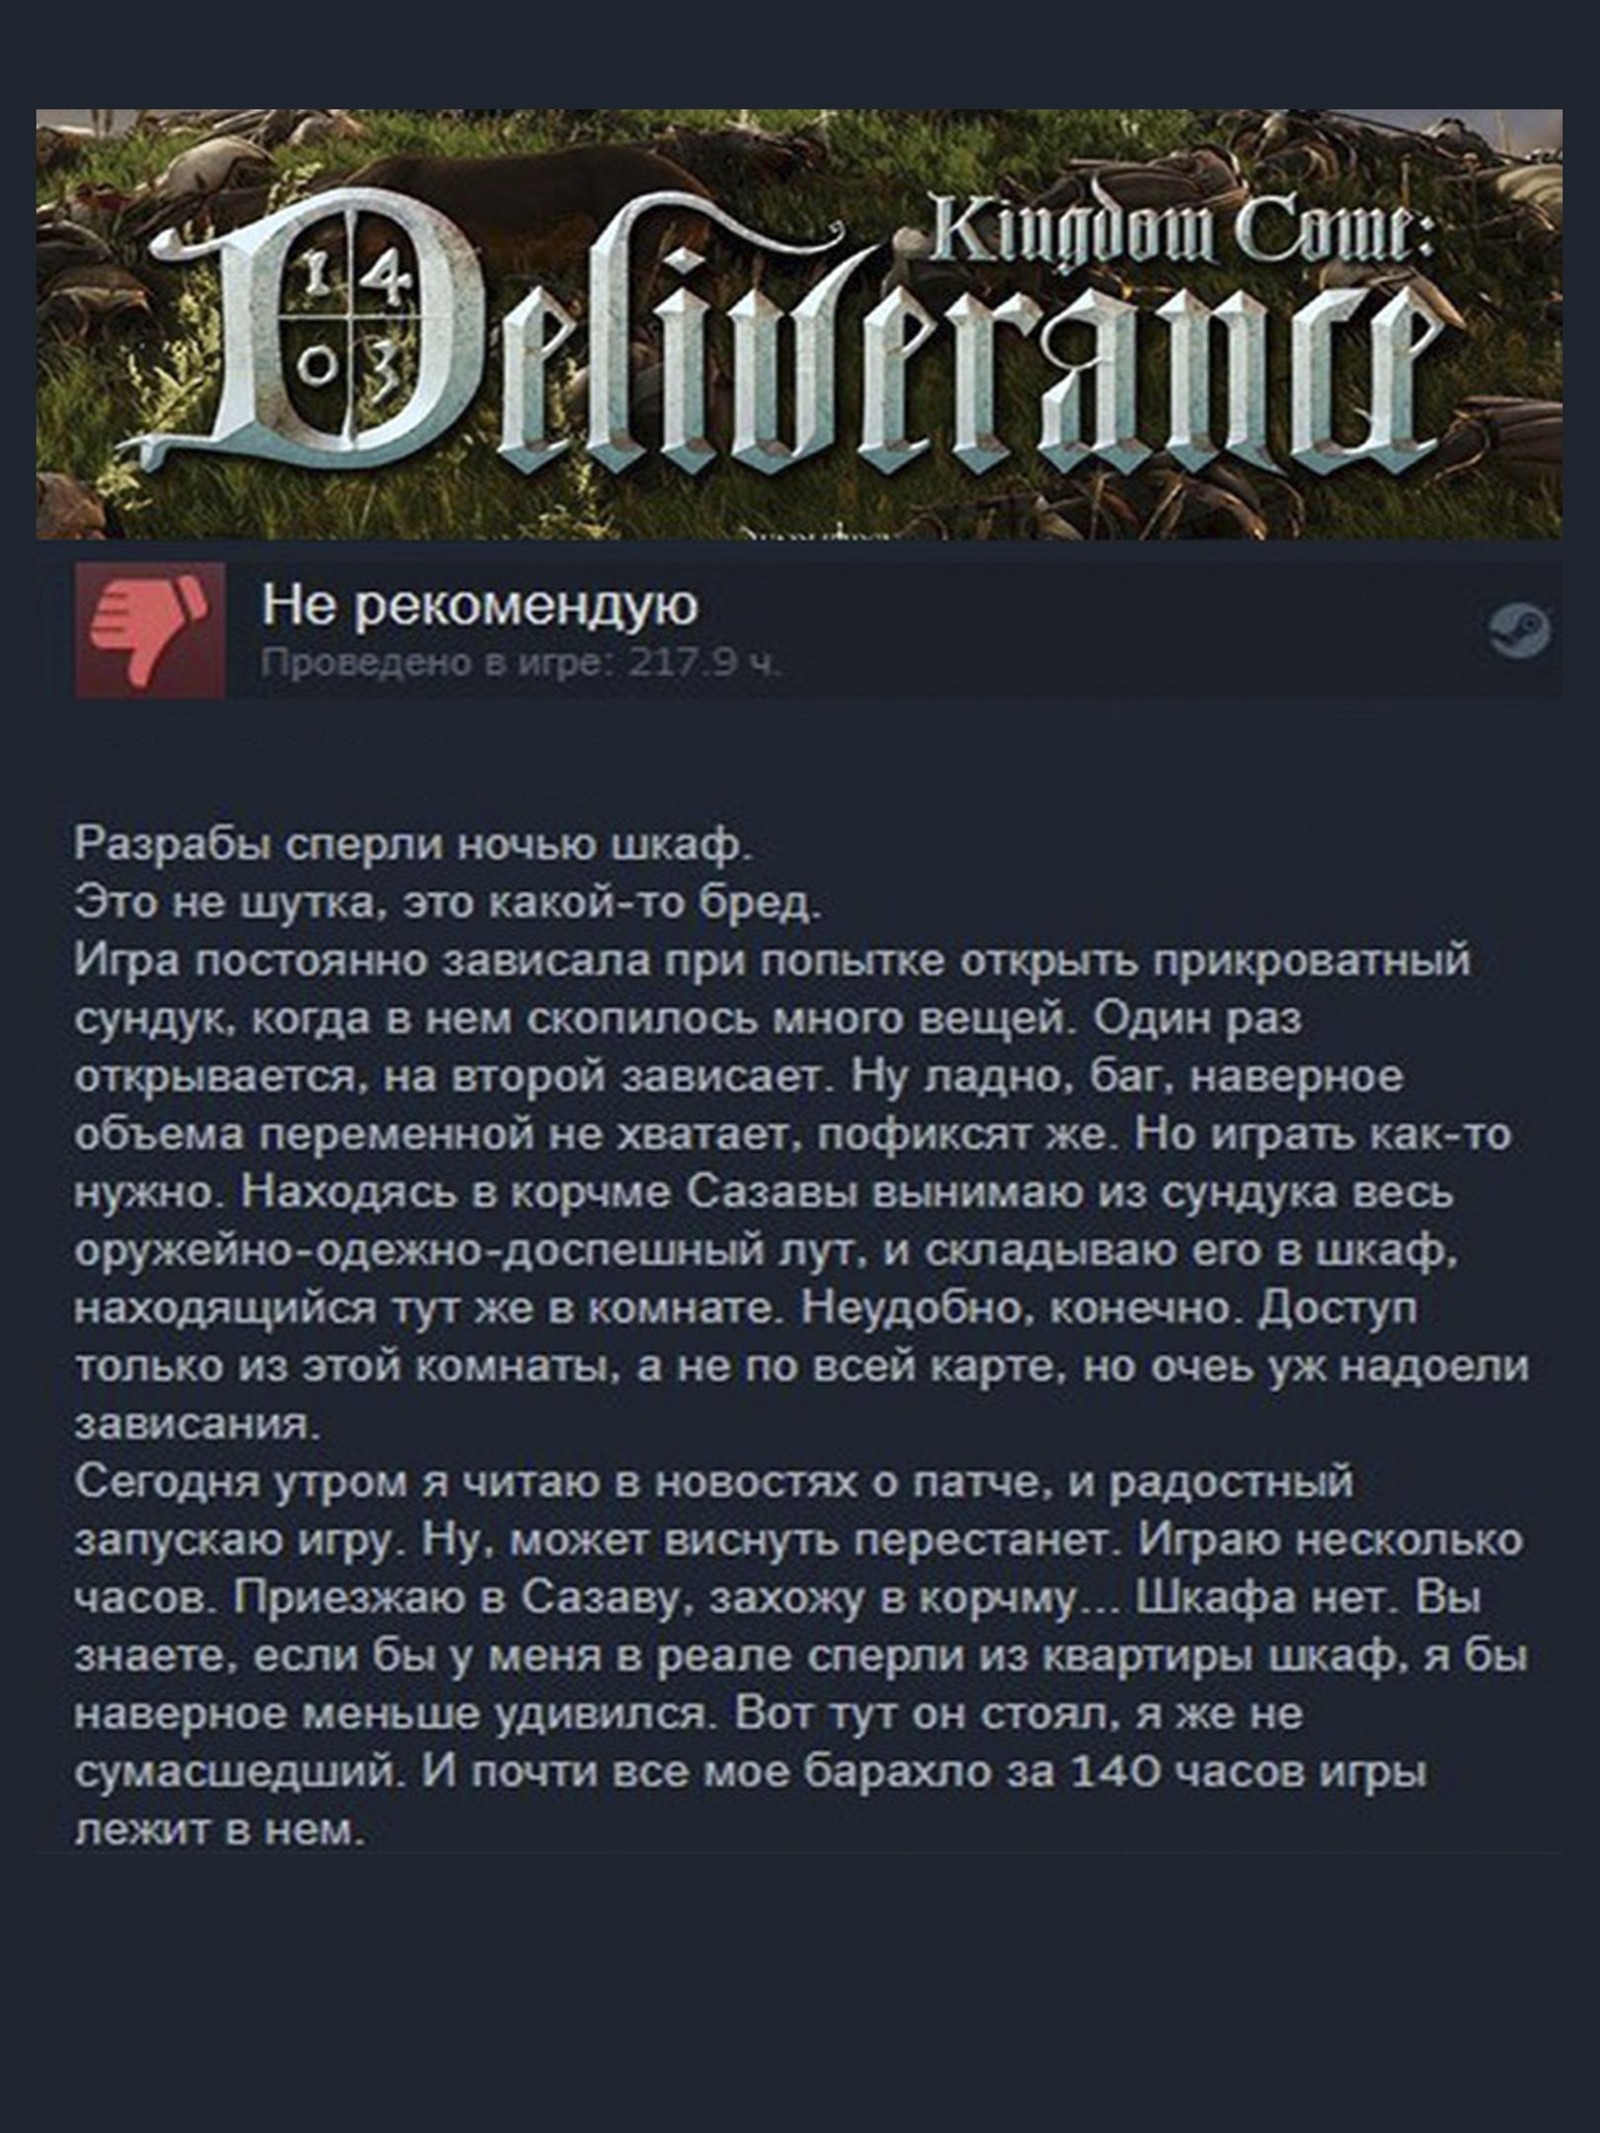 Kingdom Come:
Deliverance
14
03
Не рекомендую
Проведено в игре: 217.9 ч.
Разрабы сперли ночью шкаф.
Это не шутка, это какой-то бред.
Игра постоянно зависала при попытке открыть прикроватный
сундук, когда в нем скопилось много вещей. Один раз
открывается, на второй зависает. Ну ладно, баг, наверное
объема переменной не хватает, пофиксят же. Но играть как-то
нужно. Находясь в корчме Сазавы вынимаю из сундука весь
оружейно-одежно-доспешный лут, и складываю его в шкаф,
находящийся тут же в комнате. Неудобно, конечно. Доступ
только из этой комнаты, а не по всей карте, но очеь уж надоели
зависания.
Сегодня утром я читаю в новостях о патче, и радостный
запускаю игру. Ну, может виснуть перестанет. Играю несколько
часов. Приезжаю в Сазаву, захожу в корчму... Шкафа нет. Вы
знаете, если бы у меня в реале сперли из квартиры шкаф, я бы
наверное меньше удивился. Вот тут он стоял, я же не
сумасшедший. И почти все мое барахло за 140 часов игры
лежит в нем.